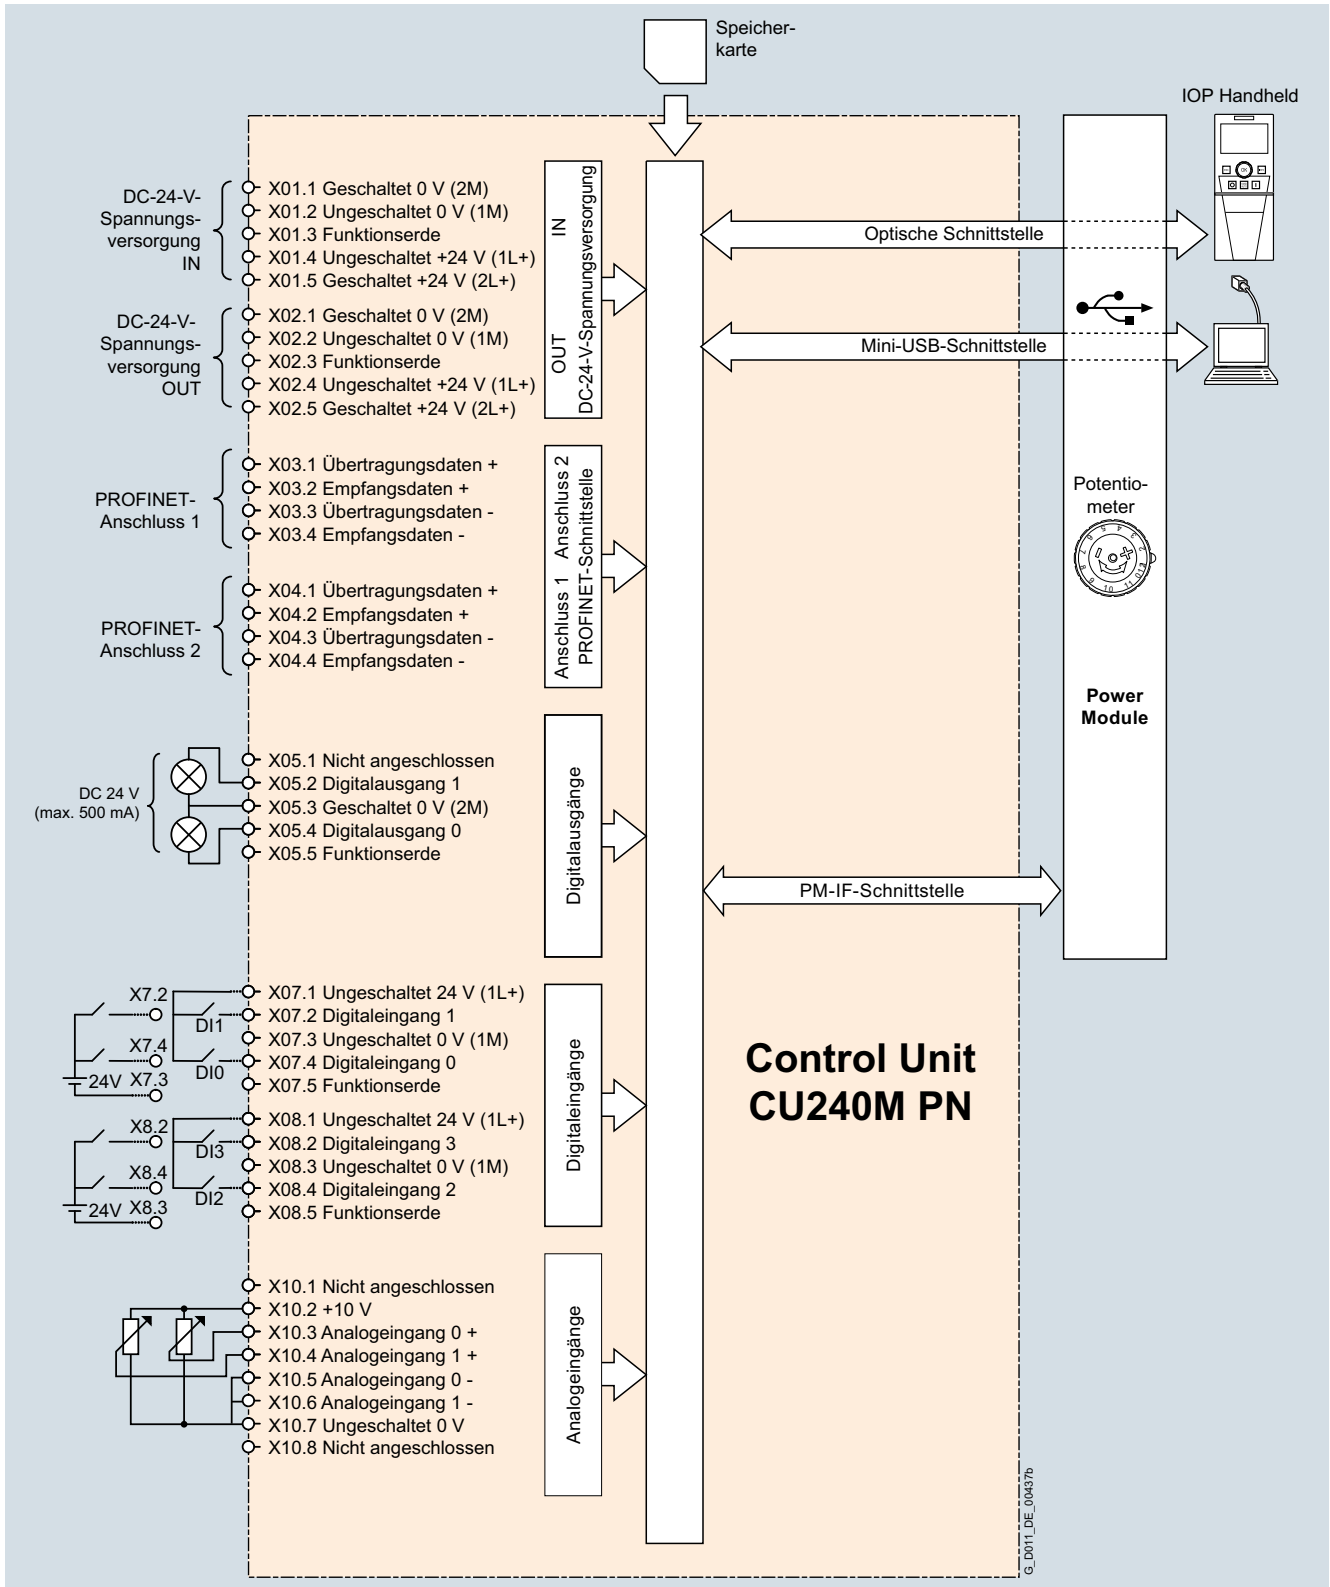 Speicher-
karte
IOP Handheld
DC-24-V-
Spannungs-
versorgung
IN
X01.1 Geschaltet 0 V (2M)
X01.2 Ungeschaltet 0 V (1M)
X01.3 Funktionserde
X01.4 Ungeschaltet +24 V (1L+)
X01.5 Geschaltet +24 V (2L+)
DC-24-V-
Spannungs-
versorgung
OUT
X02.1 Geschaltet 0 V (2M)
X02.2 Ungeschaltet 0 V (1M)
X02.3 Funktionserde
X02.4 Ungeschaltet +24 V (1L+)
X02.5 Geschaltet +24 V (2L+)
OUT IN
DC-24-V-Spannungsversorgung
Optische Schnittstelle
Mini-USB-Schnittstelle
PROFINET-
Anschluss 1
X03.1 Übertragungsdaten +
X03.2 Empfangsdaten +
X03.3 Übertragungsdaten -
X03.4 Empfangsdaten -
PROFINET-
Anschluss 2
X04.1 Übertragungsdaten +
X04.2 Empfangsdaten +
X04.3 Übertragungsdaten -
X04.4 Empfangsdaten -
Anschluss 1 Anschluss 2
PROFINET-Schnittstelle
Potentio-
meter
Power
Module
DC 24 V
(max. 500 mA)
X05.1 Nicht angeschlossen
X05.2 Digitalausgang 1
X05.3 Geschaltet 0 V (2M)
X05.4 Digitalausgang 0
X05.5 Funktionserde
Digitalausgänge
PM-IF-Schnittstelle
X7.2
DI1
X7.4
DI0
24V X7.3
X07.1 Ungeschaltet 24 V (1L+)
X07.2 Digitaleingang 1
X07.3 Ungeschaltet 0 V (1M)
X07.4 Digitaleingang 0
X07.5 Funktionserde
X8.2
DI3
X8.4
DI2
24V X8.3
X08.1 Ungeschaltet 24 V (1L+)
X08.2 Digitaleingang 3
X08.3 Ungeschaltet 0 V (1M)
X08.4 Digitaleingang 2
X08.5 Funktionserde
Digitaleingänge
Control Unit
CU240M PN
X10.1 Nicht angeschlossen
X10.2 +10 V
X10.3 Analogeingang 0 +
X10.4 Analogeingang 1 +
X10.5 Analogeingang 0 -
X10.6 Analogeingang 1 -
X10.7 Ungeschaltet 0 V
X10.8 Nicht angeschlossen
Analogeingänge
G_D011_DE_00437b